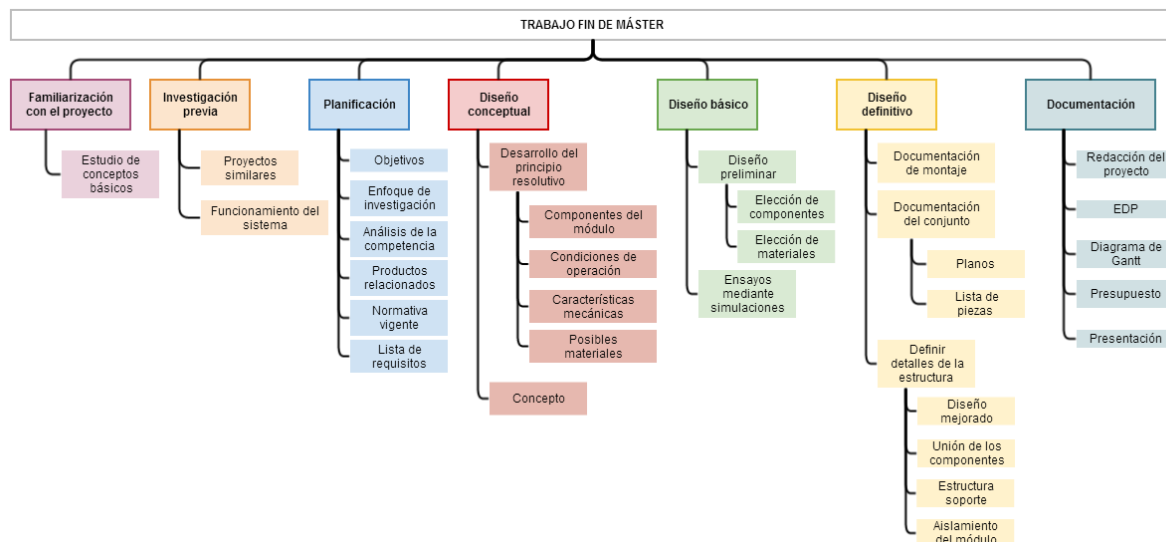 TRABAJO FIN DE MÁSTER
Familiarización
con el proyecto
Estudio de
conceptos
básicos
Investigación
previa
Proyectos
similares
Funcionamiento del
sistema
Planificación
Objetivos
Enfoque de
investigación
Análisis de la
competencia
Productos
relacionados
Normativa
vigente
Lista de
requisitos
Diseño
conceptual
Desarrollo del
principio
resolutivo
Componentes del
módulo
Condiciones de
operación
Características
mecánicas
Posibles
materiales
Concepto
Diseño básico
Diseño
preliminar
Elección de
componentes
Elección de
materiales
Ensayos
mediante
simulaciones
Diseño
definitivo
Documentación
de montaje
Documentación
del conjunto
Planos
Lista de
piezas
Definir
detalles de la
estructura
Diseño
mejorado
Unión de los
componentes
Estructura
soporte
Aislamiento
del módulo
Documentación
Redacción del
proyecto
EDP
Diagrama de
Gantt
Presupuesto
Presentación